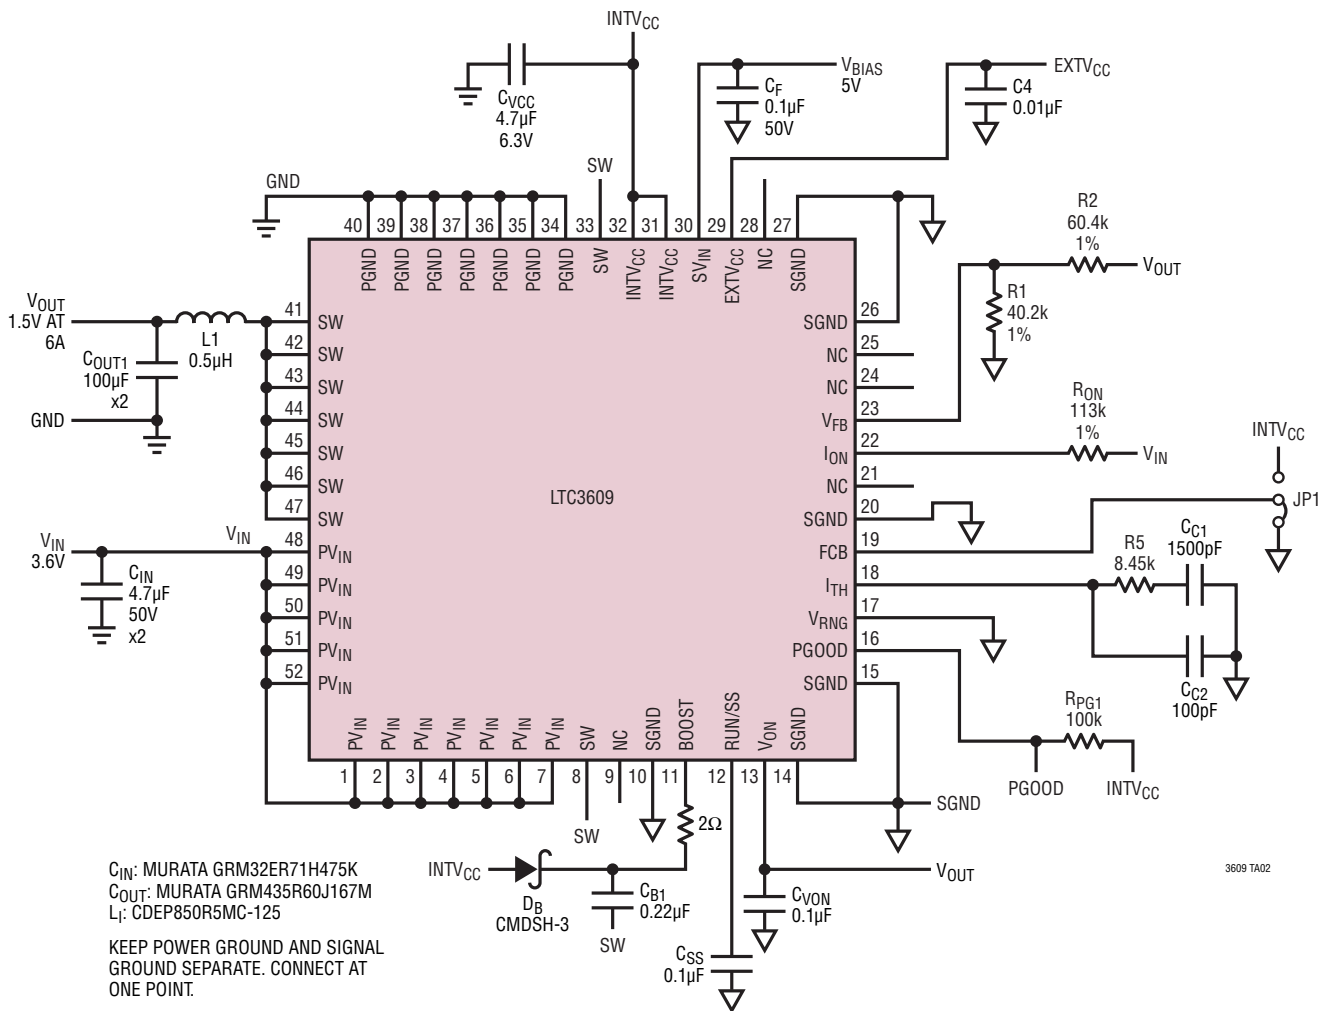 INTVCC
CVCC
4.7µF
6.3V
CF
0.1µF
50V
VBIAS
5V
EXTVCC
C4
0.01µF
GND
SW
40
39
38
37
36
35
34
33
32
31
30
29
28
27
PGND
PGND
PGND
PGND
PGND
PGND
PGND
SW
INTVCC
INTVCC
SVIN
EXTVCC
NC
SGND
R2
60.4k
1%
VOUT
R1
40.2k
1%
VOUT
1.5V AT
6A
L1
0.5µH
COUT1
100µF
x2
GND
41 SW
42 SW
43 SW
44 SW
45 SW
46 SW
47 SW
48 PVIN
49 PVIN
50 PVIN
51 PVIN
52 PVIN
VIN
3.6V
VIN
CIN
4.7µF
50V
x2
LTC3609
SGND 26
NC 25
NC 24
VFB 23
ION 22
NC 21
SGND 20
FCB 19
ITH 18
VRNG 17
PGOOD 16
SGND 15
RON
113k
1%
VIN
INTVCC
JP1
R5
8.45k
CC1
1500pF
CC2
100pF
RPG1
100k
PGOOD
INTVCC
PVIN
PVIN
PVIN
PVIN
PVIN
PVIN
PVIN
SW
NC
SGND
BOOST
RUN/SS
VON
SGND
1
2
3
4
5
6
7
8
9
10
11
12
13
14
SGND
SW
2Ω
INTVCC
DB
CMDSH-3
CB1
0.22µF
SW
VOUT
CVON
0.1µF
CSS
0.1µF
CIN: MURATA GRM32ER71H475K
COUT: MURATA GRM435R60J167M
LI: CDEP850R5MC-125
KEEP POWER GROUND AND SIGNAL
GROUND SEPARATE. CONNECT AT
ONE POINT.
3609 TA02